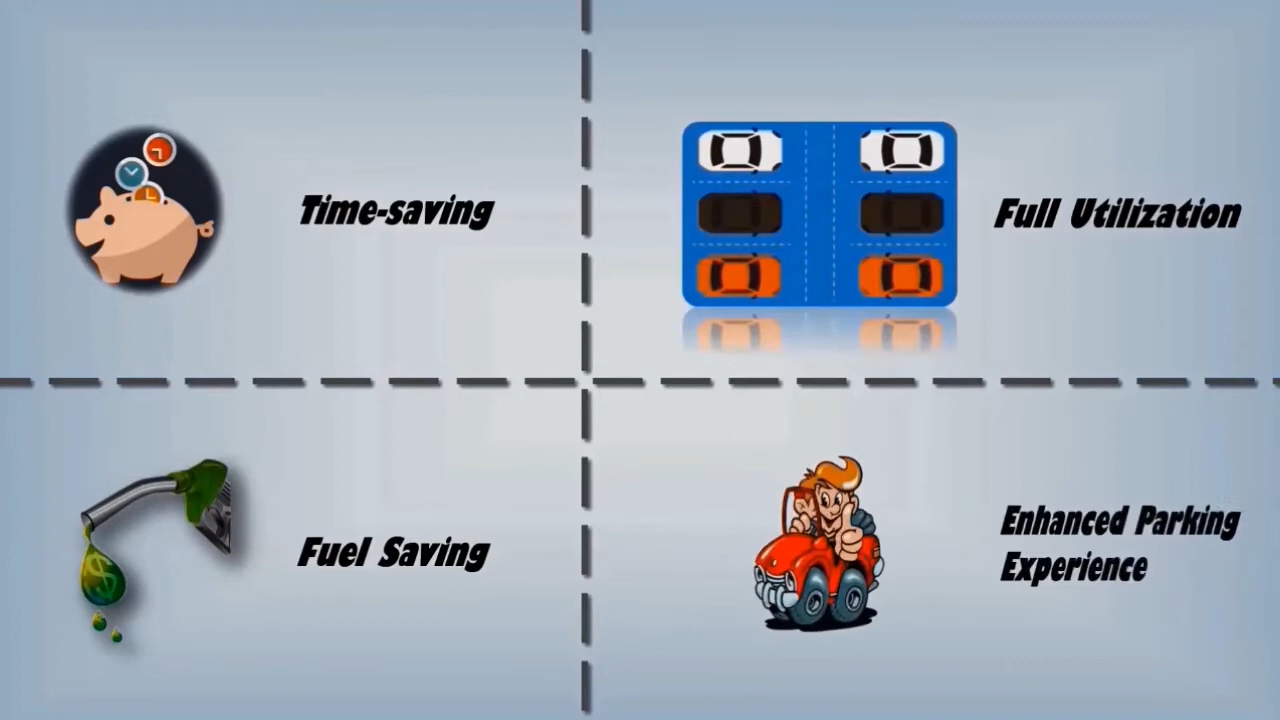 Time-saving
Full Utilization
Fuel Saving
Enhanced Parking
Experience